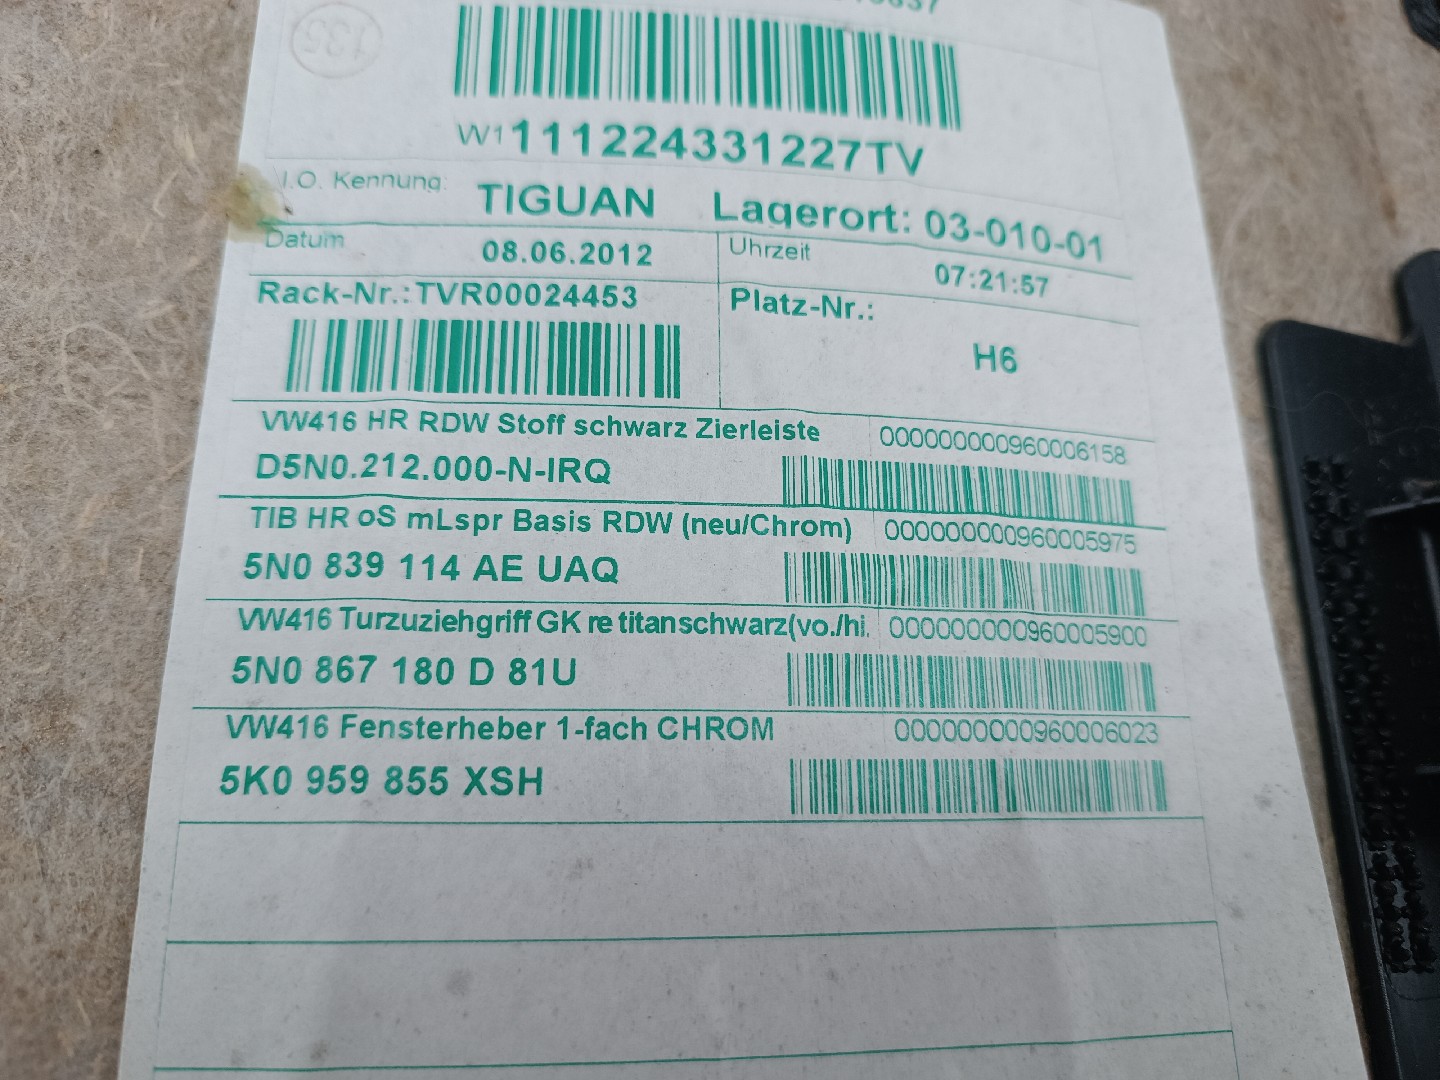 135
W1111224331227TV
I.O. Kennung: TIGUAN Lagerort: 03-010-01
Datum 08.06.2012 Uhrzeit 07:21:57
Rack-Nr.:TVR00024453 Platz-Nr.:
H6
VW416 HR RDW Stoff schwarz Zierleiste 000000000960006158
D5N0.212.000-N-IRQ
TIB HR oS mLspr Basis RDW (neu/Chrom) 000000000960005975
5N0 839 114 AE UAQ
VW416 Turzuziehgriff GK re titanschwarz(vo./hi. 000000000960005900
5N0 867 180 D 81U
VW416 Fensterheber 1-fach CHROM 000000000960006023
5K0 959 855 XSH